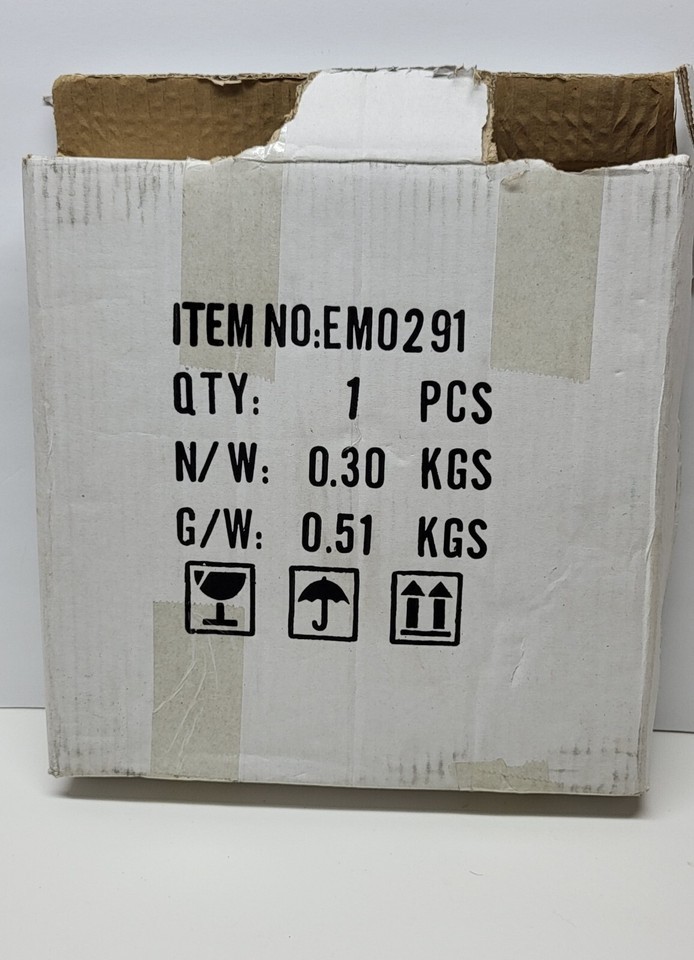 ITEM NO:EM0291
QTY: 1 PCS
N/W: 0.30 KGS
G/W: 0.51 KGS